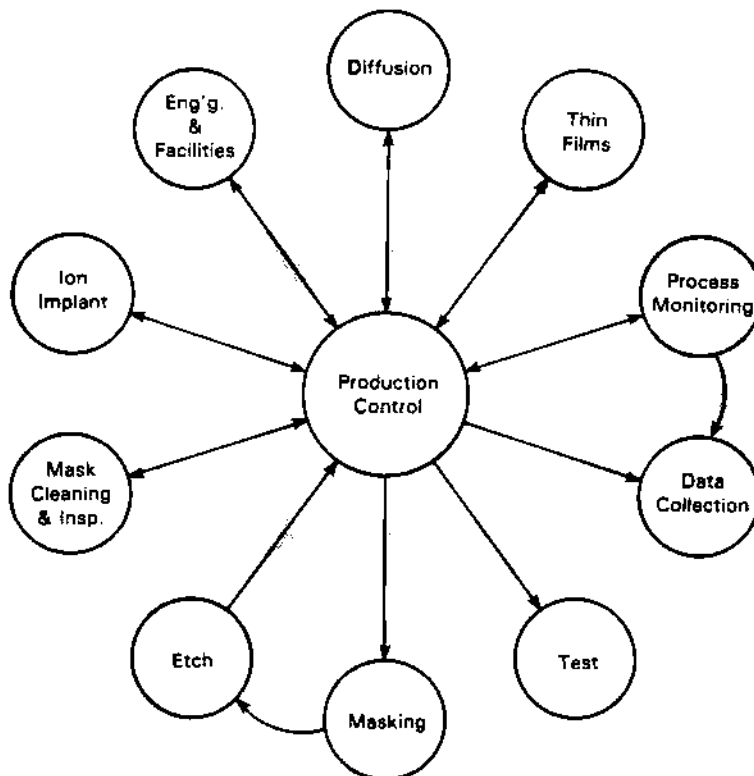 Diffusion
Eng'g.
&
Facilities
Thin
Films
Ion
Implant
Process
Monitoring
Production
Control
Mask
Cleaning
& Insp.
Data
Collection
Etch
Test
Masking